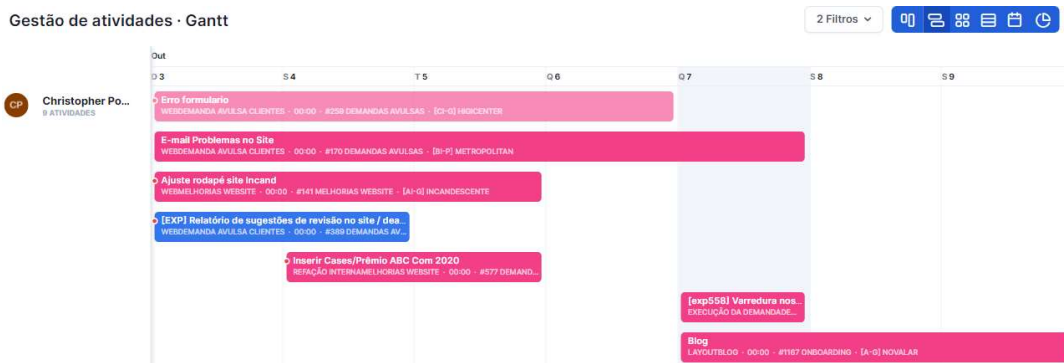 Gestão de atividades · Gantt
2 Filtros
Out
D 3
S 4
T 5
Q 6
Q 7
S 8
S 9
CP
Christopher Po...
9 ATIVIDADES
Erro formulario
WEBDEMANDA AVULSA CLIENTES · 00:00 · #259 DEMANDAS AVULSAS · [CI-G] HIGICENTER
E-mail Problemas no Site
WEBDEMANDA AVULSA CLIENTES · 00:00 · #170 DEMANDAS AVULSAS · [BI-P] METROPOLITAN
Ajuste rodapé site incand
WEBMELHORIAS WEBSITE · 00:00 · #141 MELHORIAS WEBSITE · [AI-G] INCANDESCENTE
[EXP] Relatório de sugestões de revisão no site / dea...
WEBDEMANDA AVULSA CLIENTES · 00:00 · #389 DEMANDAS AV...
Inserir Cases/Prêmio ABC Com 2020
REFAÇÃO INTERNAMELHORIAS WEBSITE · 00:00 · #577 DEMAND...
[exp558] Varredura nos...
EXECUÇÃO DA DEMANDADE...
Blog
LAYOUTBLOG · 00:00 · #1167 ONBOARDING · [A-G] NOVALAR